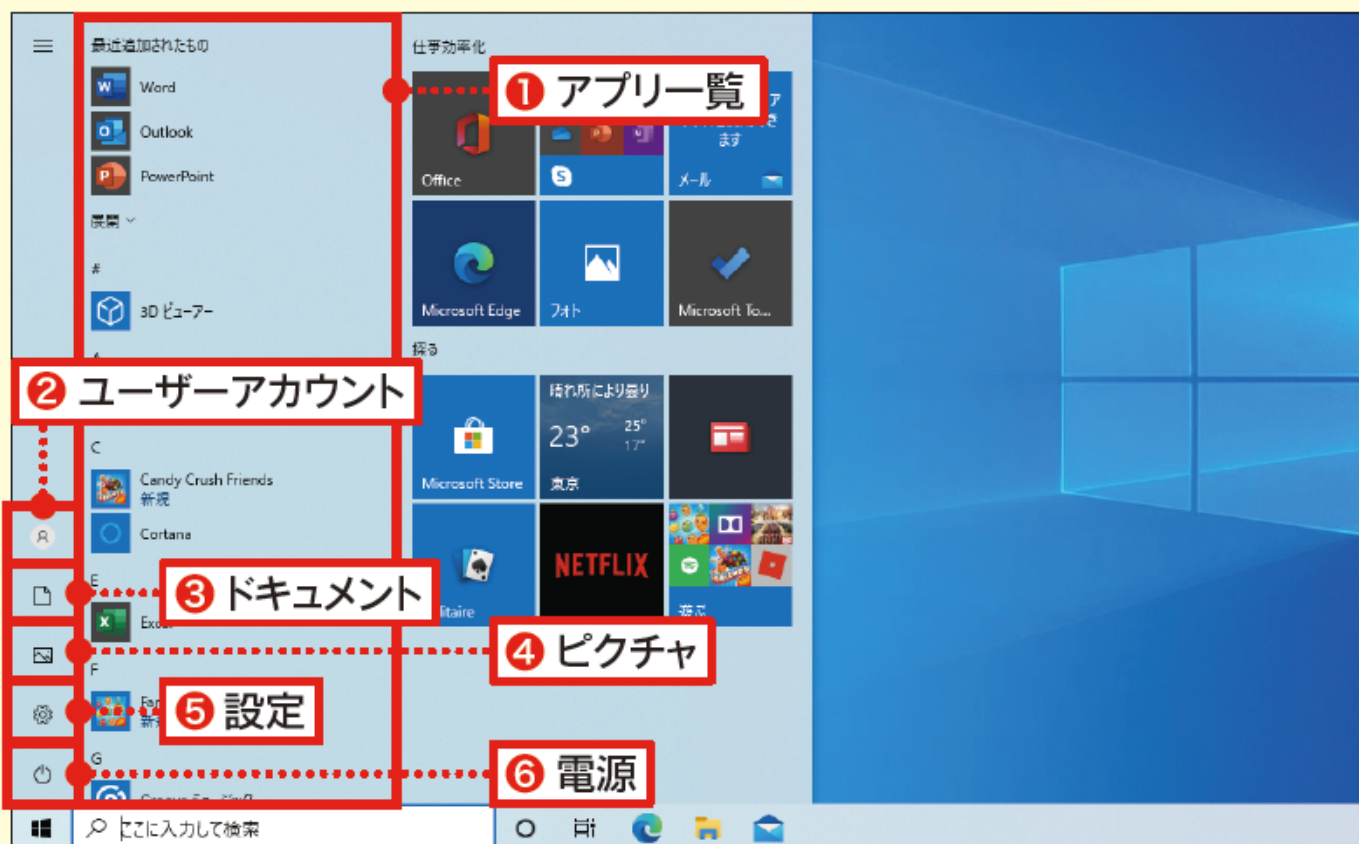 最近追加されたもの
Word
Outlook
PowerPoint
展開
#
3D ビューアー
C
Candy Crush Friends
新規
Cortana
E
F
G
仕事効率化
Office
ます
メール
Microsoft Edge
フォト
Microsoft To...
探る
Microsoft Store
晴れ所により曇り
23° 25°
17°
東京
NETFLIX
遊ぶ
❶ アプリ一覧
❷ ユーザーアカウント
❸ ドキュメント
❹ ピクチャ
❺ 設定
❻ 電源
ここに入力して検索